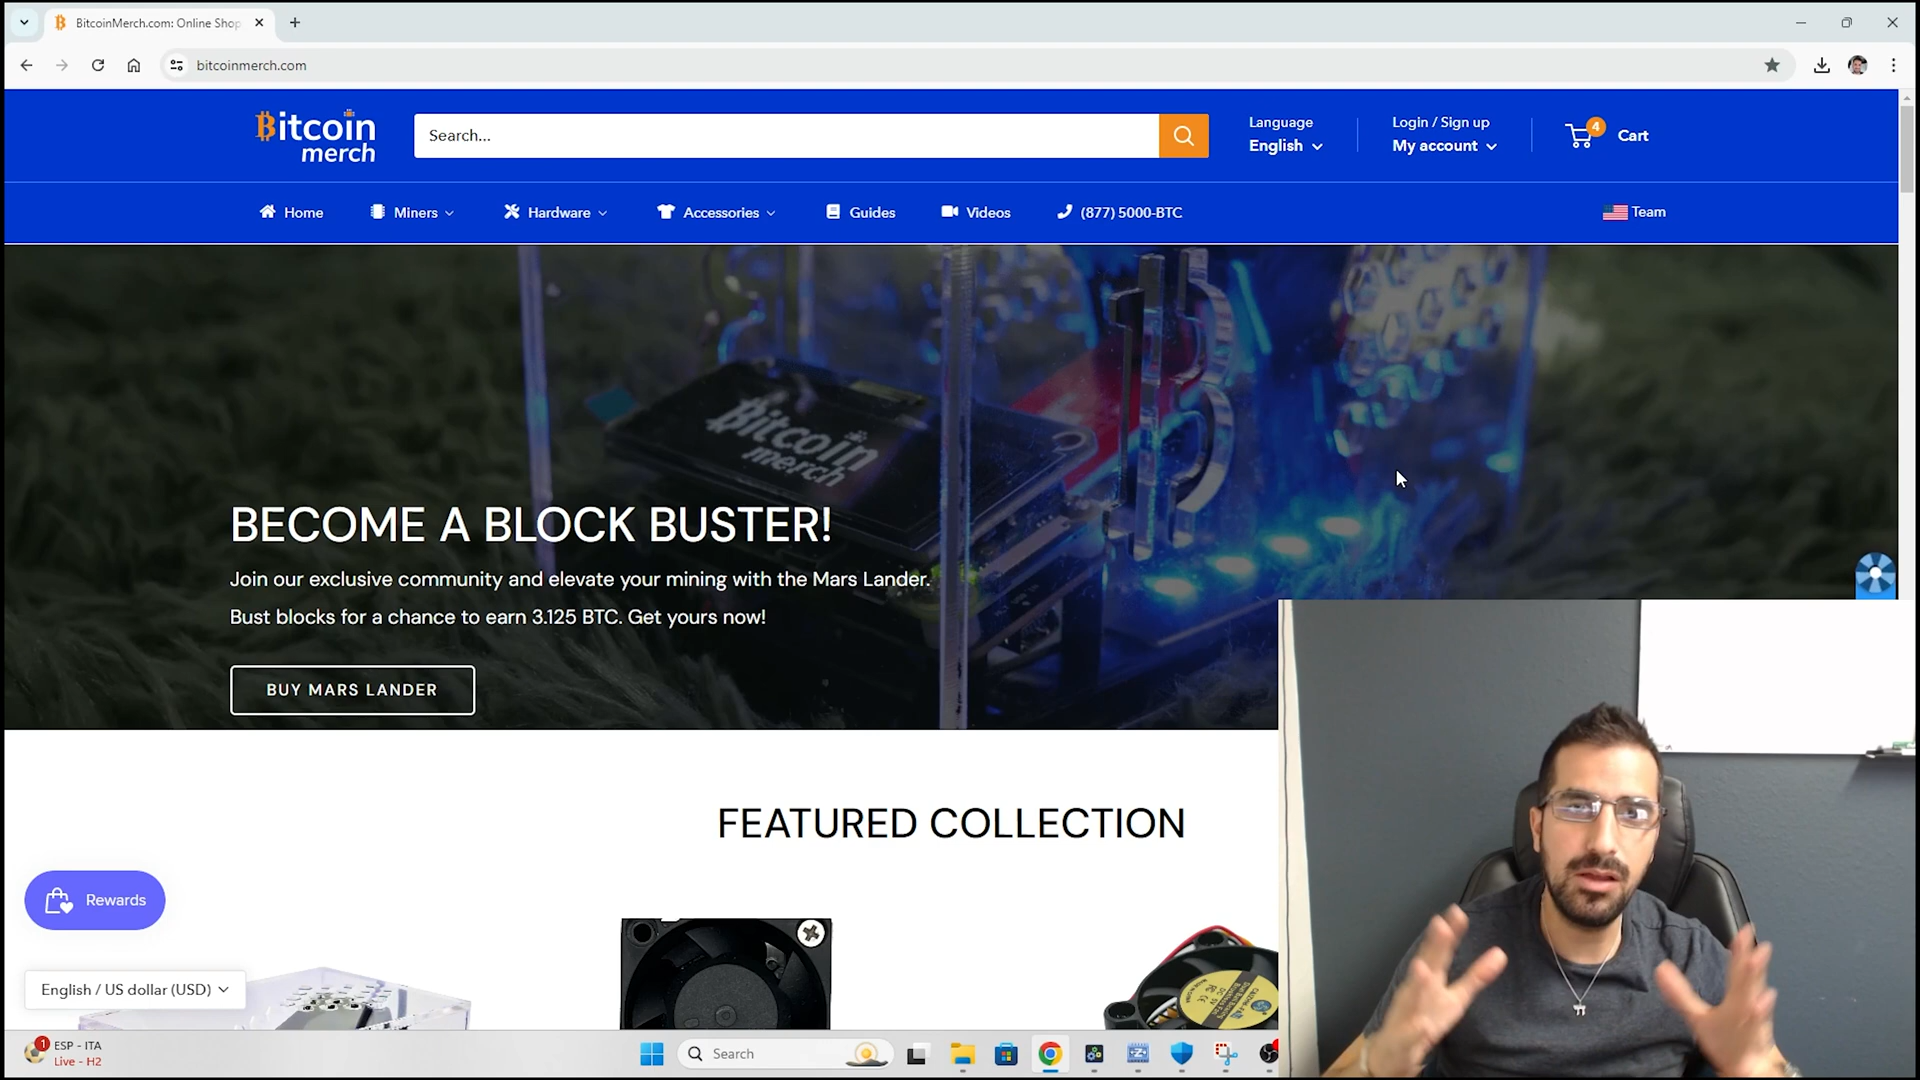 BitcoinMerch.com: Online Shop
bitcoinmerch.com
Bitcoin
merch
Search...
Language
English
Login / Sign up
My account
4
Cart
Home
Miners
Hardware
Accessories
Guides
Videos
(877) 5000-BTC
Team
Bitcoin
merch
BECOME A BLOCK BUSTER!
Join our exclusive community and elevate your mining with the Mars Lander.
Bust blocks for a chance to earn 3.125 BTC. Get yours now!
BUY MARS LANDER
FEATURED COLLECTION
Rewards
English / US dollar (USD)
1
ESP - ITA
Live - H2
Search